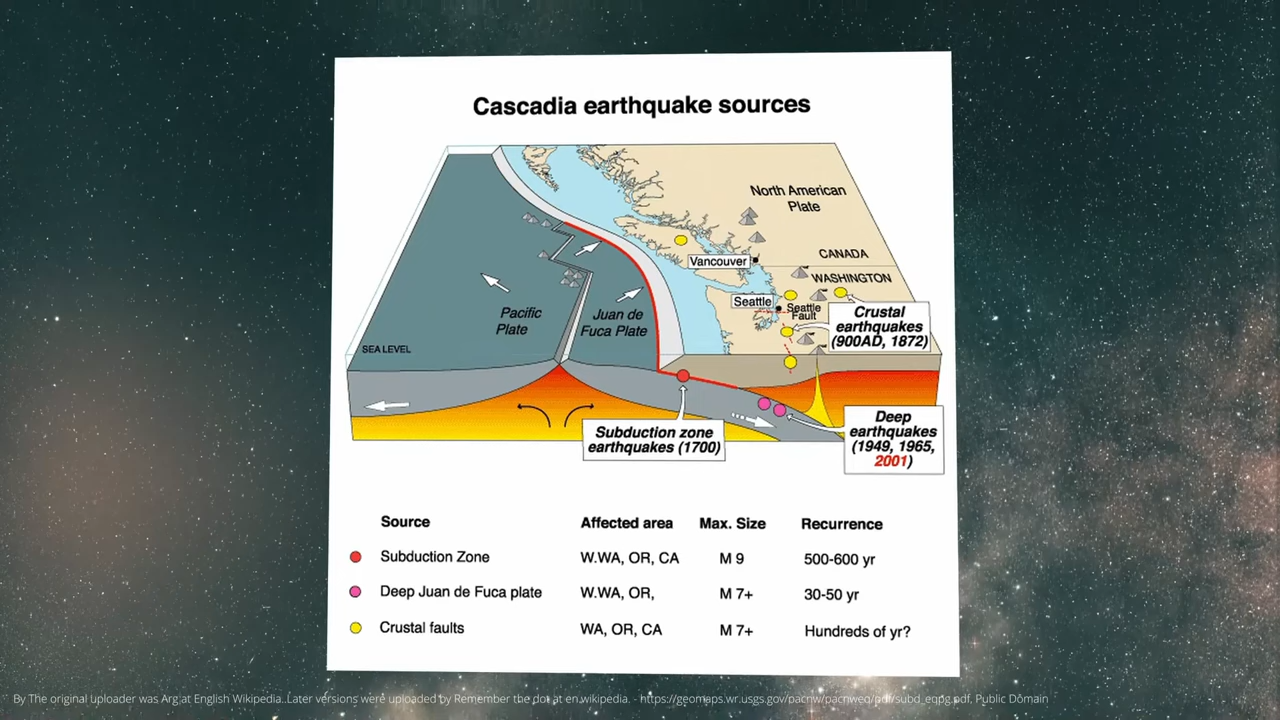 Cascadia earthquake sources
North American
Plate
CANADA
Vancouver
WASHINGTON
Seattle
Seattle
Fault
Crustal
earthquakes
(900AD, 1872)
Pacific
Plate
Juan de
Fuca Plate
SEA LEVEL
Subduction zone
earthquakes (1700)
Deep
earthquakes
(1949, 1965,
2001)
Source Affected area Max. Size Recurrence
Subduction Zone W.WA, OR, CA M 9 500-600 yr
Deep Juan de Fuca plate W.WA, OR, M 7+ 30-50 yr
Crustal faults WA, OR, CA M 7+ Hundreds of yr?
By The original uploader was Arg at English Wikipedia..Later versions were uploaded by Remember the dot at en.wikipedia. - https://geomaps.wr.usgs.gov/pacnw/pacnweq/pdf/subd_eqpg.pdf, Public Domain